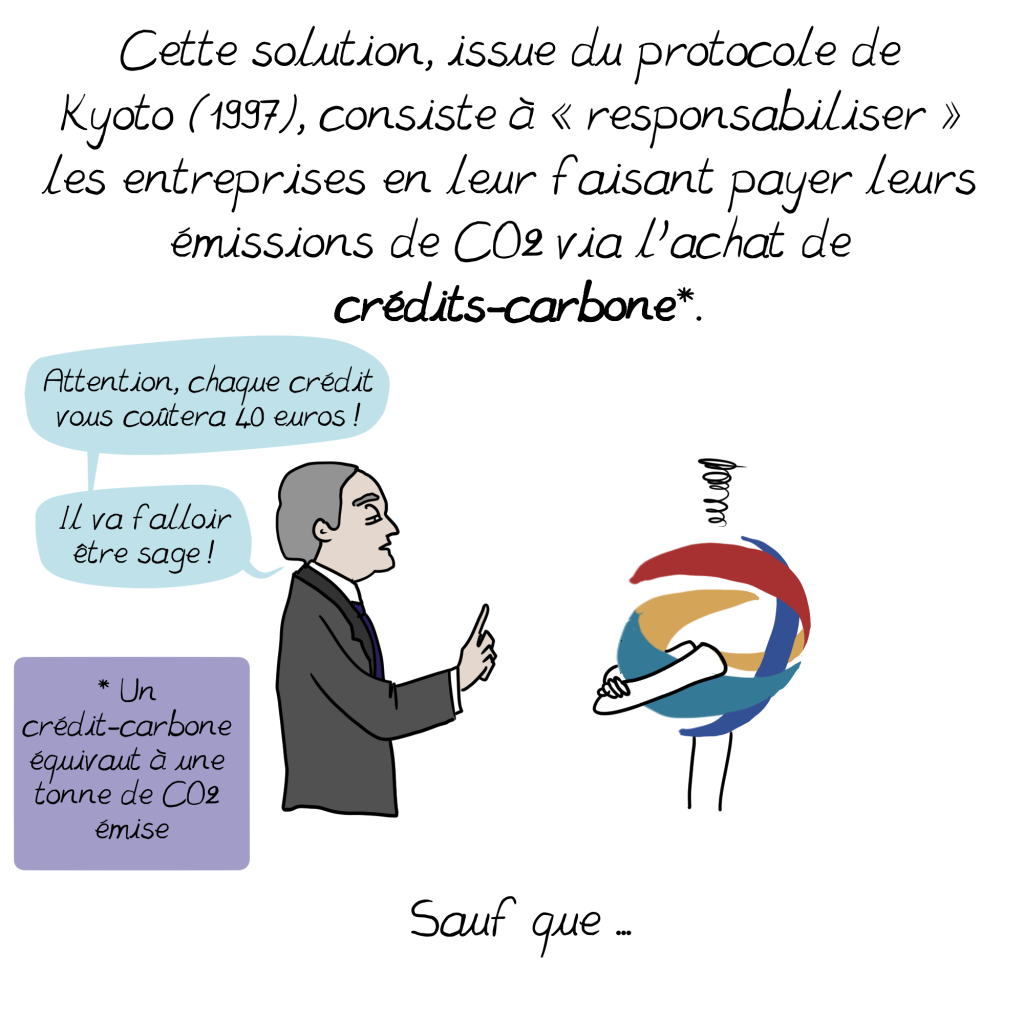 Cette solution, issue du protocole de
Kyoto (1997), consiste à « responsabiliser »
les entreprises en leur faisant payer leurs
émissions de CO2 via l'achat de
crédits-carbone*.
Attention, chaque crédit
vous coûtera 40 euros !
Il va falloir
être sage !
* Un
crédit-carbone
équivaut à une
tonne de CO2
émise
Sauf que ...